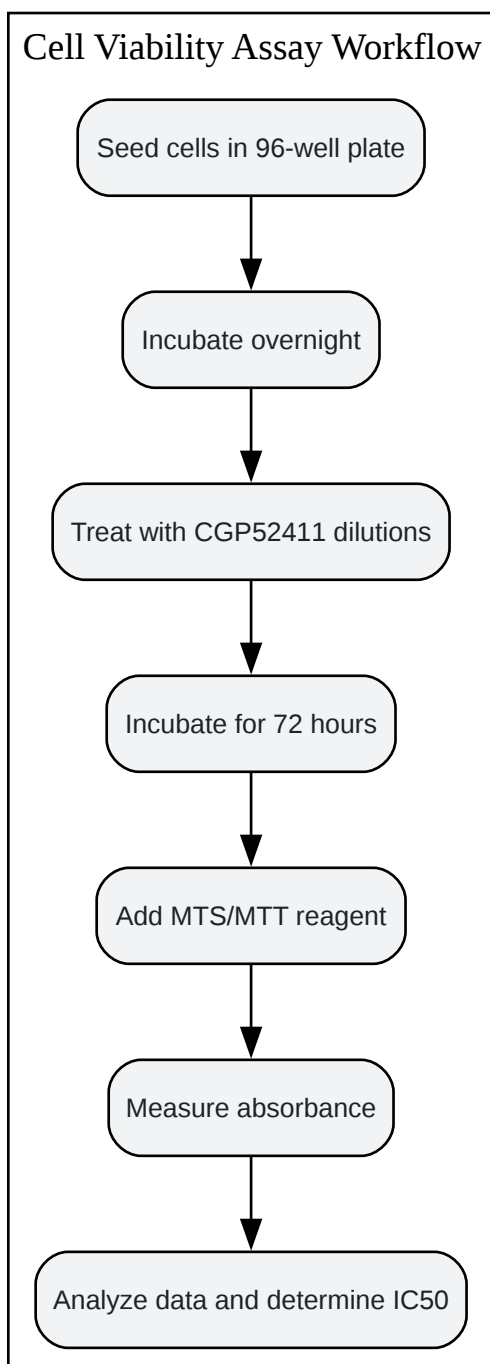 Cell Viability Assay Workflow
Seed cells in 96-well plate
Incubate overnight
Treat with CGP52411 dilutions
Incubate for 72 hours
Add MTS/MTT reagent
Measure absorbance
Analyze data and determine IC50